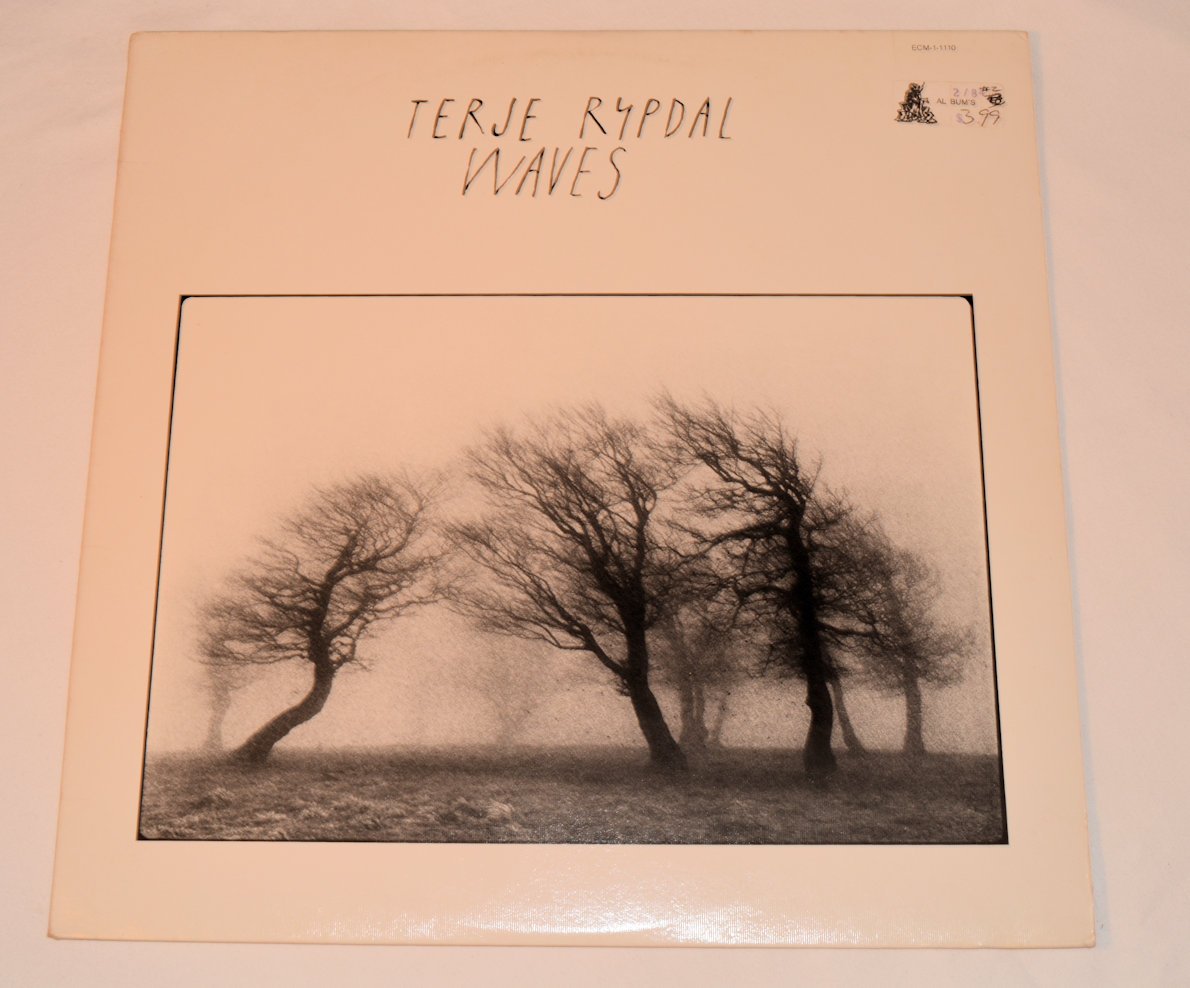 ECM-1-1110
TERJE RYPDAL
WAVES
AL BUM'S
3.99